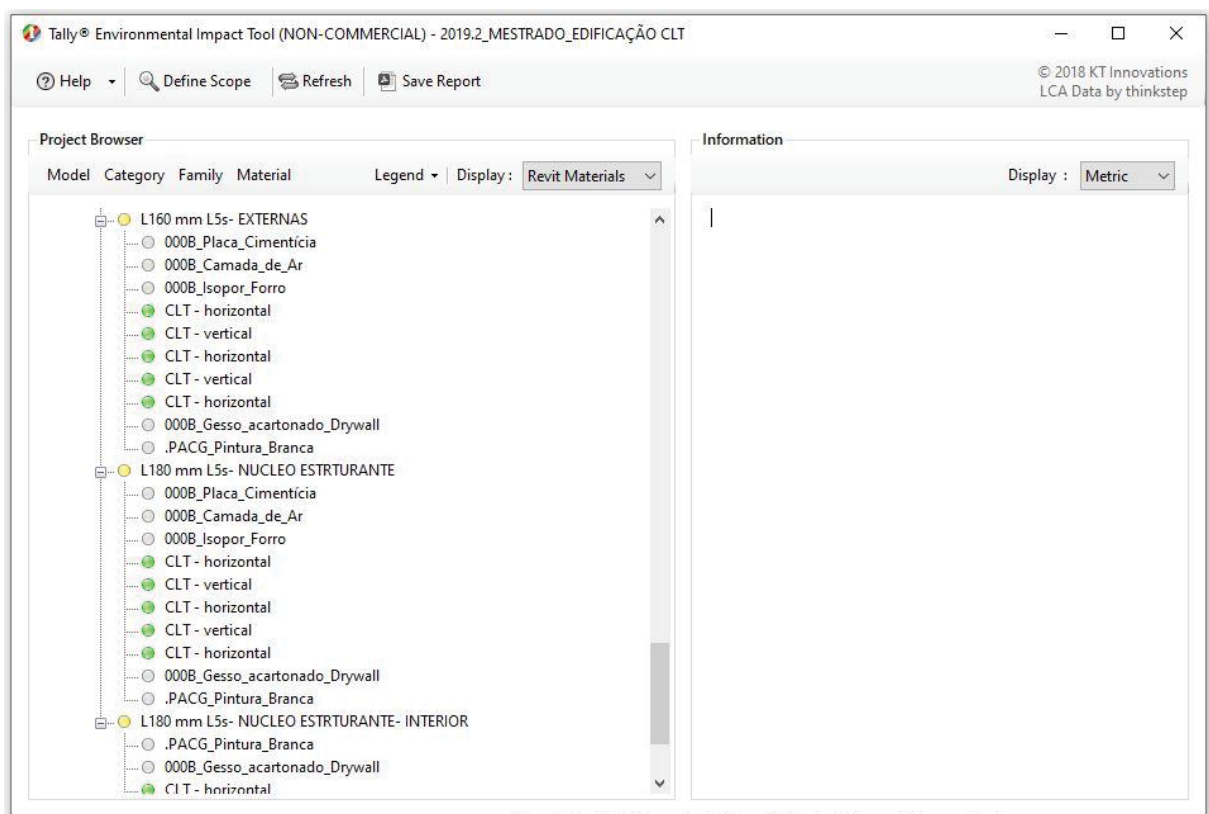 Tally® Environmental Impact Tool (NON-COMMERCIAL) - 2019.2_MESTRADO_EDIFICAÇÃO CLT
Help Define Scope Refresh Save Report
© 2018 KT Innovations
LCA Data by thinkstep
Project Browser
Model Category Family Material Legend Display : Revit Materials
L160 mm L5s- EXTERNAS
000B_Placa_Cimentícia
000B_Camada_de_Ar
000B_Isopor_Forro
CLT - horizontal
CLT - vertical
CLT - horizontal
CLT - vertical
CLT - horizontal
000B_Gesso_acartonado_Drywall
.PACG_Pintura_Branca
L180 mm L5s- NUCLEO ESTRTURANTE
000B_Placa_Cimentícia
000B_Camada_de_Ar
000B_Isopor_Forro
CLT - horizontal
CLT - vertical
CLT - horizontal
CLT - vertical
CLT - horizontal
000B_Gesso_acartonado_Drywall
.PACG_Pintura_Branca
L180 mm L5s- NUCLEO ESTRTURANTE- INTERIOR
.PACG_Pintura_Branca
000B_Gesso_acartonado_Drywall
CLT - horizontal
Information
Display : Metric